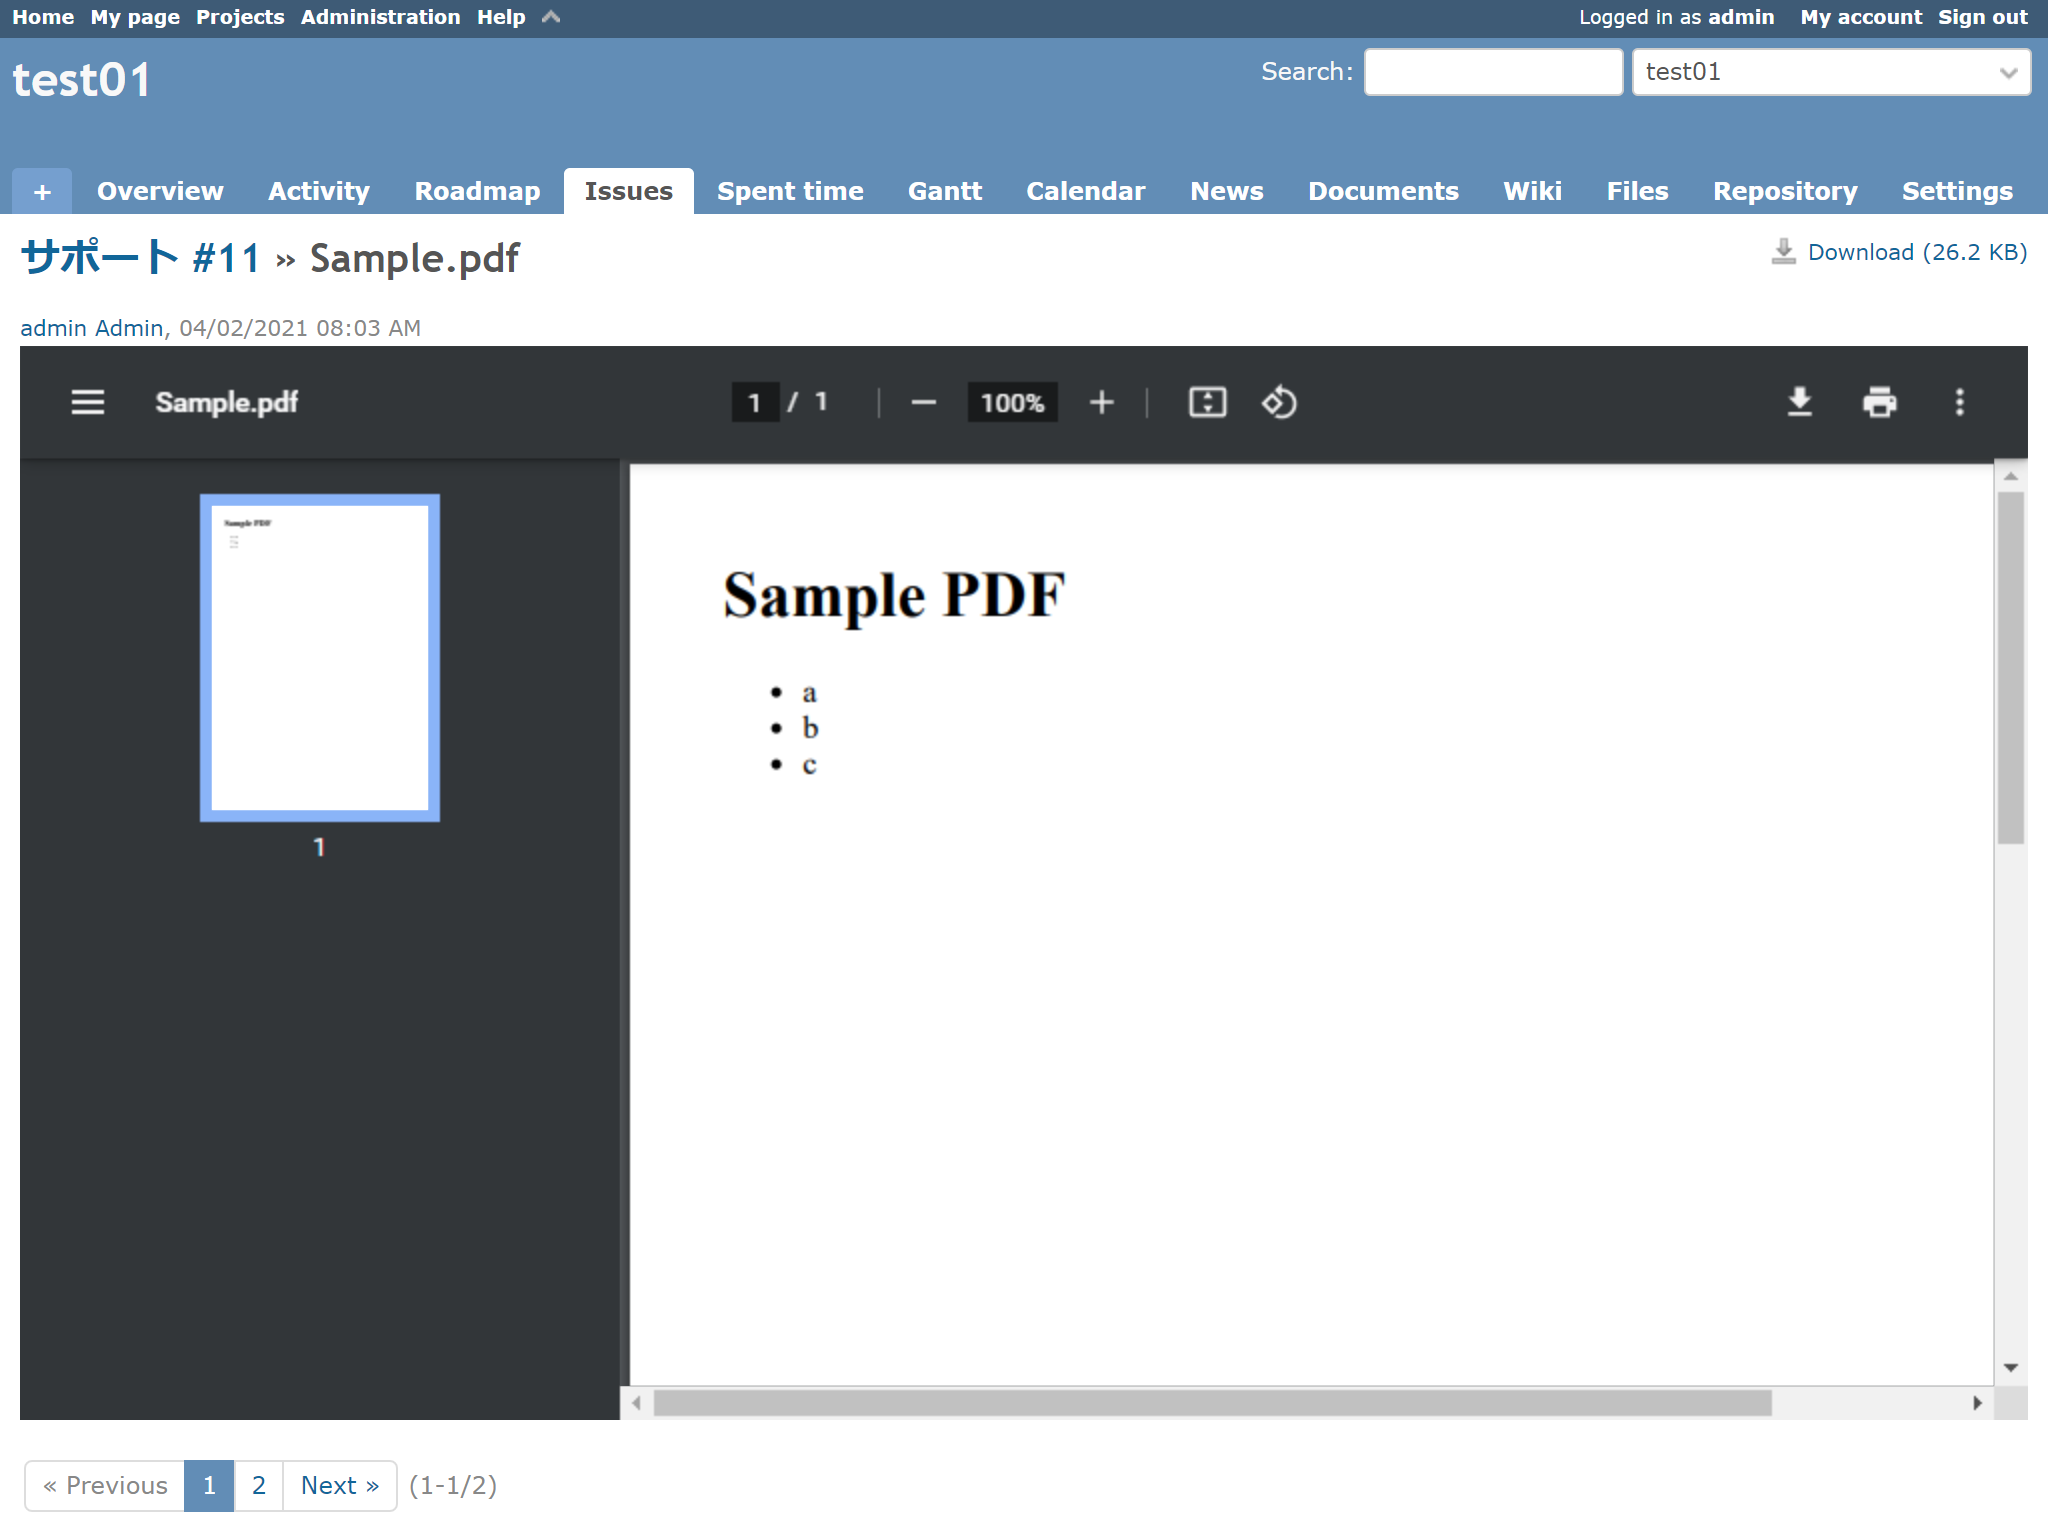 Home My page Projects Administration Help Logged in as admin My account Sign out
test01 Search: test01
+ Overview Activity Roadmap Issues Spent time Gantt Calendar News Documents Wiki Files Repository Settings
サポート #11 » Sample.pdf Download (26.2 KB)
admin Admin, 04/02/2021 08:03 AM
Sample.pdf 1 / 1 100%
Sample PDF
1
Sample PDF
• a
• b
• c
« Previous 1 2 Next » (1-1/2)